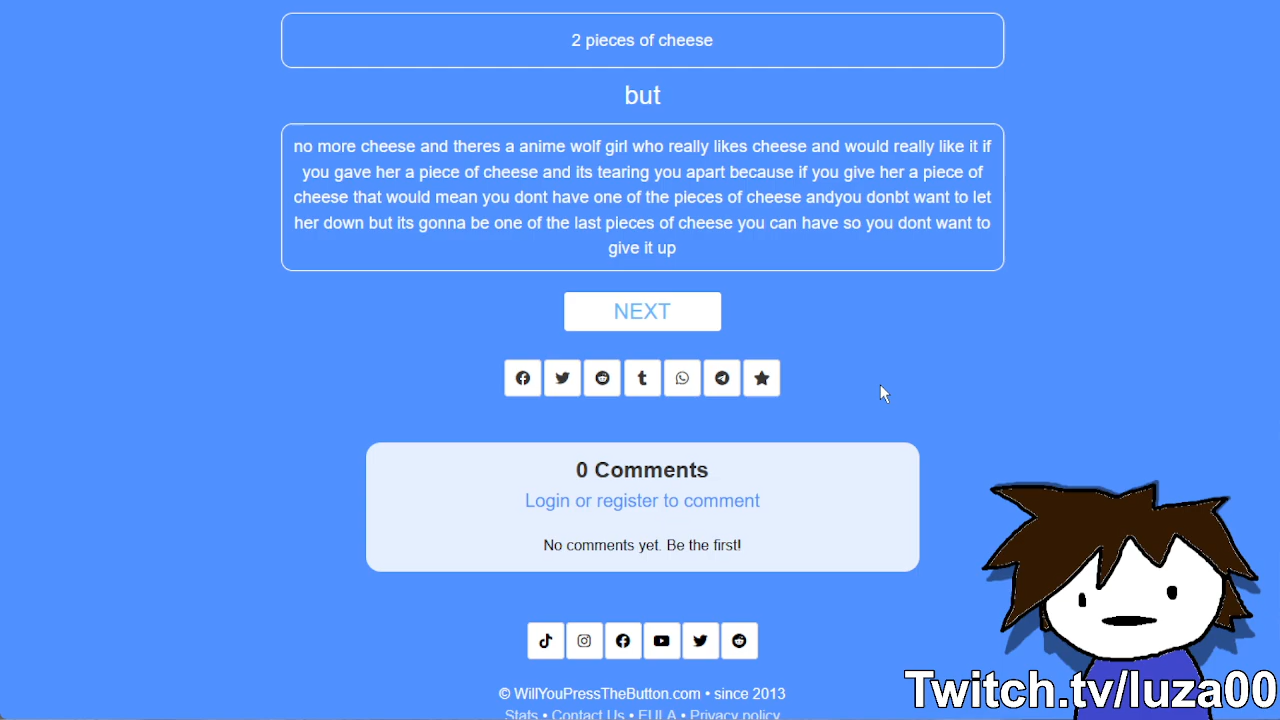 2 pieces of cheese
but
no more cheese and theres a anime wolf girl who really likes cheese and would really like it if
you gave her a piece of cheese and its tearing you apart because if you give her a piece of
cheese that would mean you dont have one of the pieces of cheese andyou donbt want to let
her down but its gonna be one of the last pieces of cheese you can have so you dont want to
give it up
NEXT
0 Comments
Login or register to comment
No comments yet. Be the first!
© WillYouPressTheButton.com • since 2013
Stats • Contact Us • EULA • Privacy policy
Twitch.tv/luza00